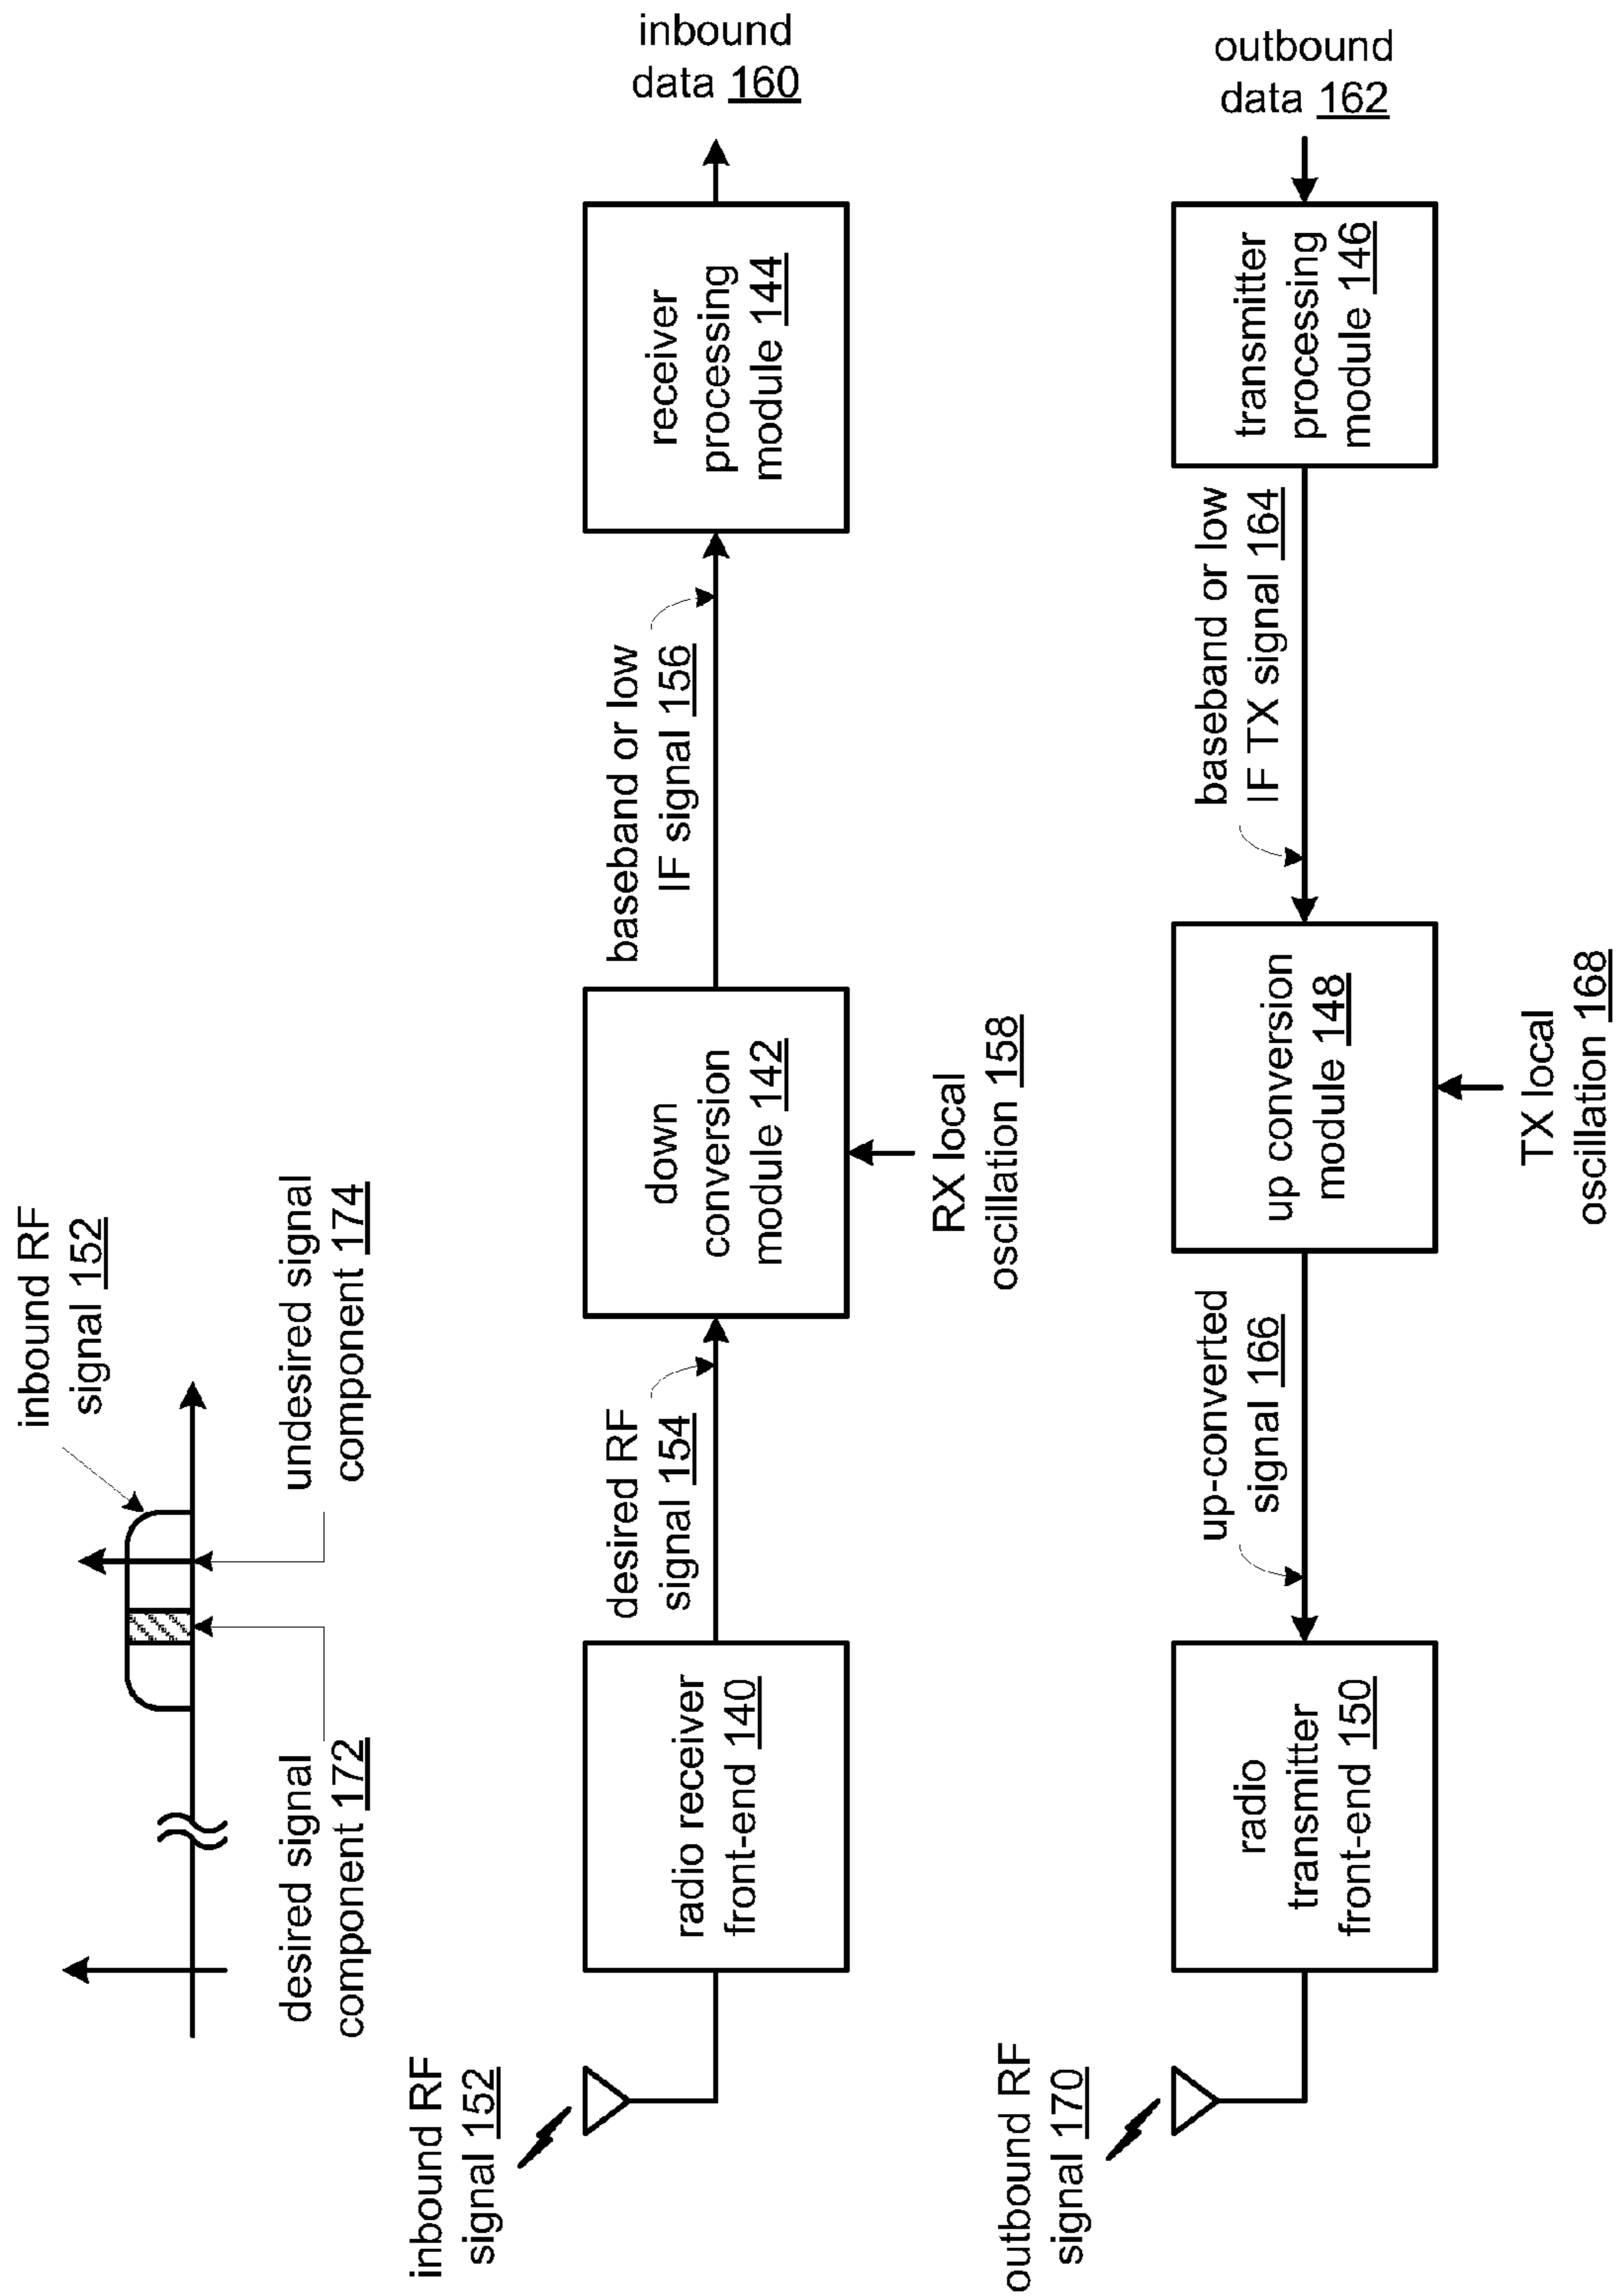 inbound RF
signal 152
desired signal
component 172
undesired signal
component 174
inbound RF
signal 152
radio receiver
front-end 140
desired RF
signal 154
down
conversion
module 142
RX local
oscillation 158
baseband or low
IF signal 156
receiver
processing
module 144
inbound
data 160
outbound RF
signal 170
radio
transmitter
front-end 150
up-converted
signal 166
up conversion
module 148
TX local
oscillation 168
baseband or low
IF TX signal 164
transmitter
processing
module 146
outbound
data 162